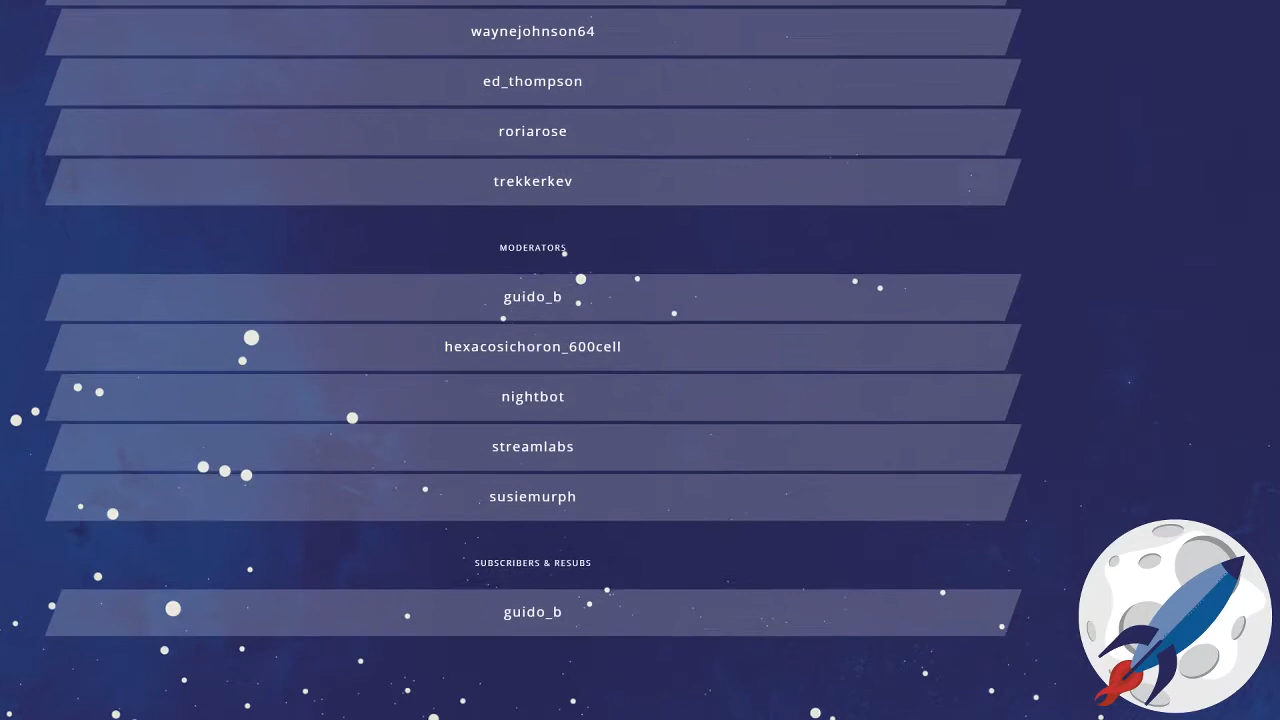 waynejohnson64
ed_thompson
roriarose
trekkerkev
MODERATORS
guido_b
hexacosichoron_600cell
nightbot
streamlabs
susiemurph
SUBSCRIBERS & RESUBS
guido_b